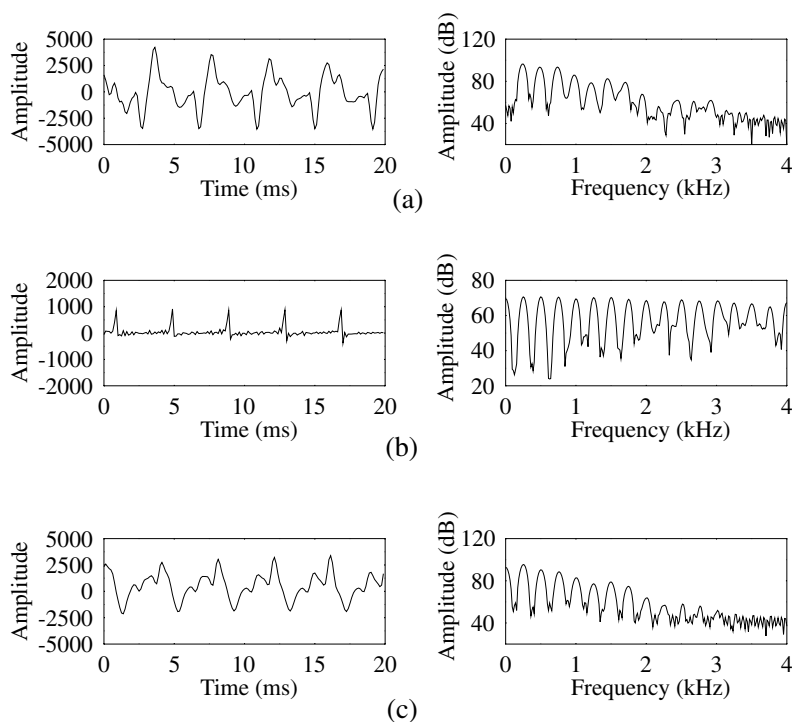 5000
2500
0
-2500
-5000
Amplitude
0 5 10 15 20
Time (ms)
120
80
40
Amplitude (dB)
0 1 2 3 4
Frequency (kHz)
(a)
2000
1000
0
-1000
-2000
Amplitude
0 5 10 15 20
Time (ms)
80
60
40
20
Amplitude (dB)
0 1 2 3 4
Frequency (kHz)
(b)
5000
2500
0
-2500
-5000
Amplitude
0 5 10 15 20
Time (ms)
120
80
40
Amplitude (dB)
0 1 2 3 4
Frequency (kHz)
(c)